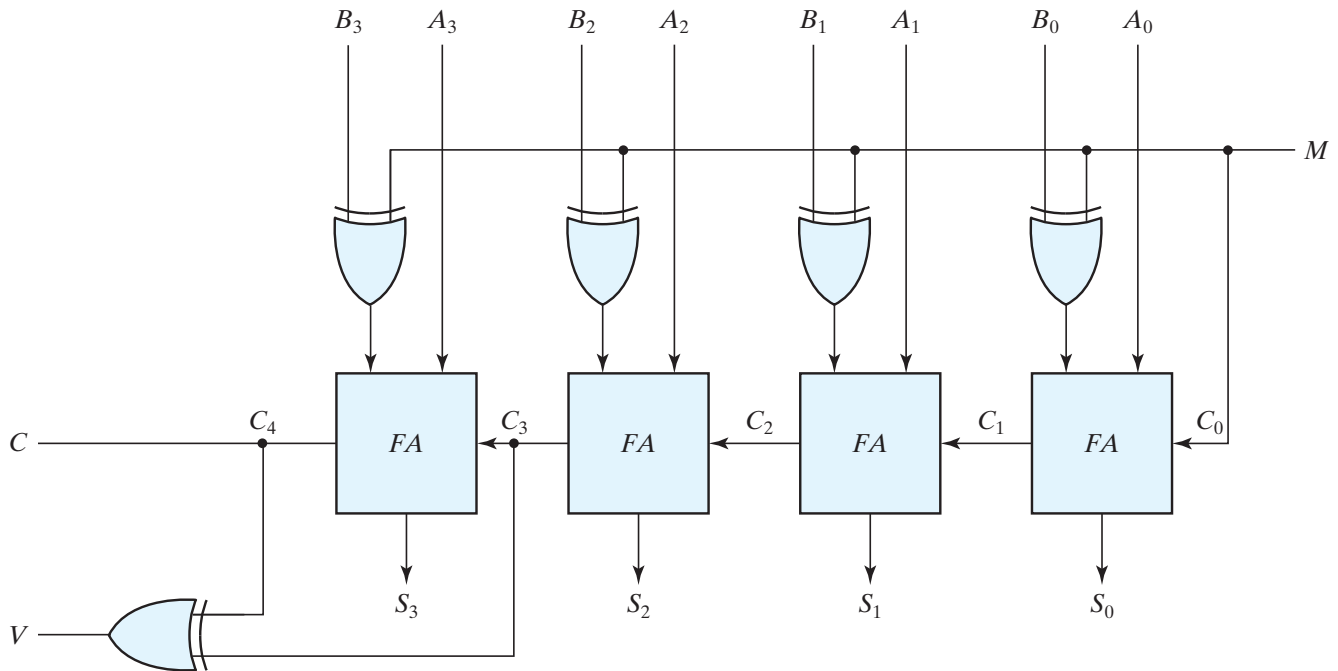 B₃ A₃ B₂ A₂ B₁ A₁ B₀ A₀
M
C₄ C₃ C₂ C₁ C₀
C FA FA FA FA
S₃ S₂ S₁ S₀
V